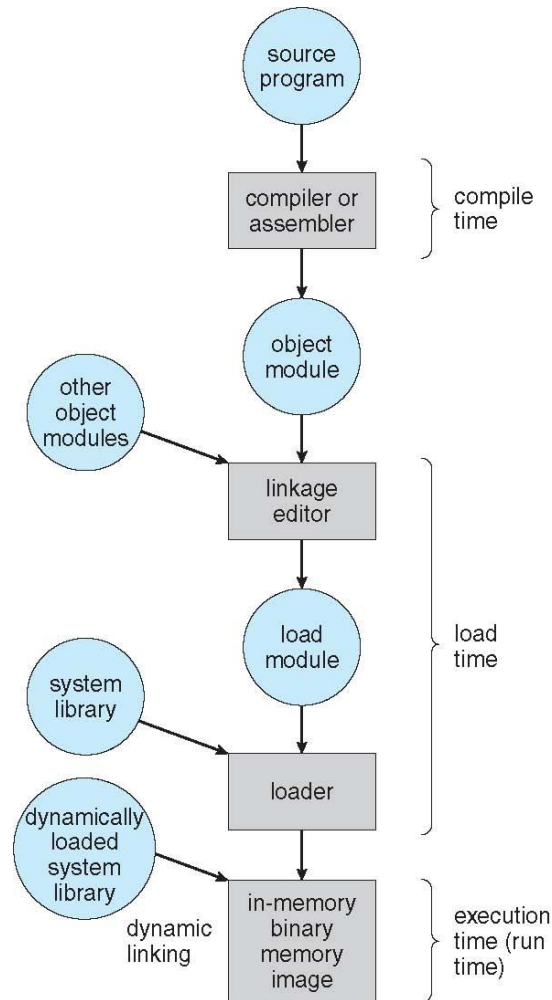 source
program
compiler or
assembler
compile
time
object
module
other
object
modules
linkage
editor
load
module
load
time
system
library
loader
dynamically
loaded
system
library
dynamic
linking
in-memory
binary
memory
image
execution
time (run
time)